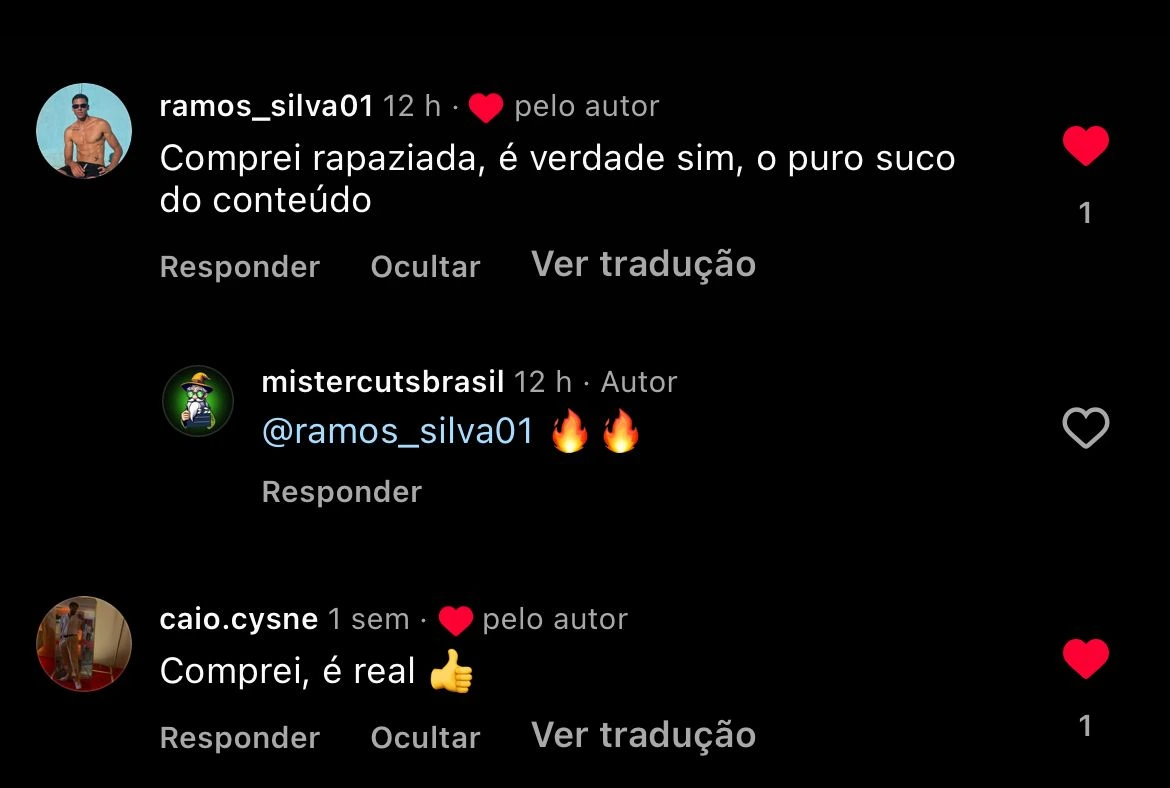 ramos_silva01 12 h · ❤️ pelo autor
Comprei rapaziada, é verdade sim, o puro suco
do conteúdo
1
Responder Ocultar Ver tradução
mistercutsbrasil 12 h · Autor
@ramos_silva01 🔥🔥
Responder
caio.cysne 1 sem · ❤️ pelo autor
Comprei, é real 👍
1
Responder Ocultar Ver tradução